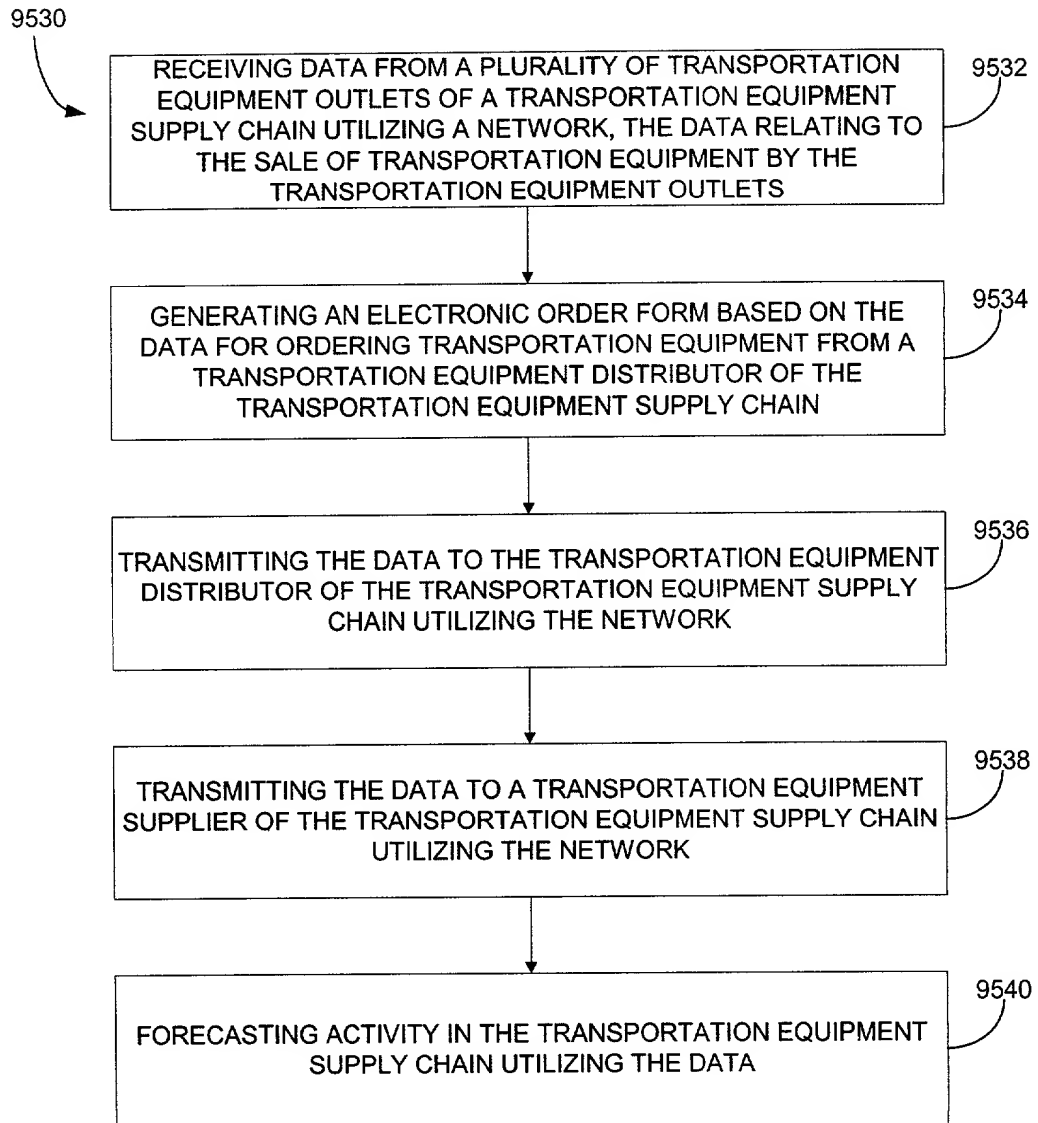 9530
RECEIVING DATA FROM A PLURALITY OF TRANSPORTATION
EQUIPMENT OUTLETS OF A TRANSPORTATION EQUIPMENT
SUPPLY CHAIN UTILIZING A NETWORK, THE DATA RELATING TO
THE SALE OF TRANSPORTATION EQUIPMENT BY THE
TRANSPORTATION EQUIPMENT OUTLETS
9532
GENERATING AN ELECTRONIC ORDER FORM BASED ON THE
DATA FOR ORDERING TRANSPORTATION EQUIPMENT FROM A
TRANSPORTATION EQUIPMENT DISTRIBUTOR OF THE
TRANSPORTATION EQUIPMENT SUPPLY CHAIN
9534
TRANSMITTING THE DATA TO THE TRANSPORTATION EQUIPMENT
DISTRIBUTOR OF THE TRANSPORTATION EQUIPMENT SUPPLY
CHAIN UTILIZING THE NETWORK
9536
TRANSMITTING THE DATA TO A TRANSPORTATION EQUIPMENT
SUPPLIER OF THE TRANSPORTATION EQUIPMENT SUPPLY CHAIN
UTILIZING THE NETWORK
9538
FORECASTING ACTIVITY IN THE TRANSPORTATION EQUIPMENT
SUPPLY CHAIN UTILIZING THE DATA
9540